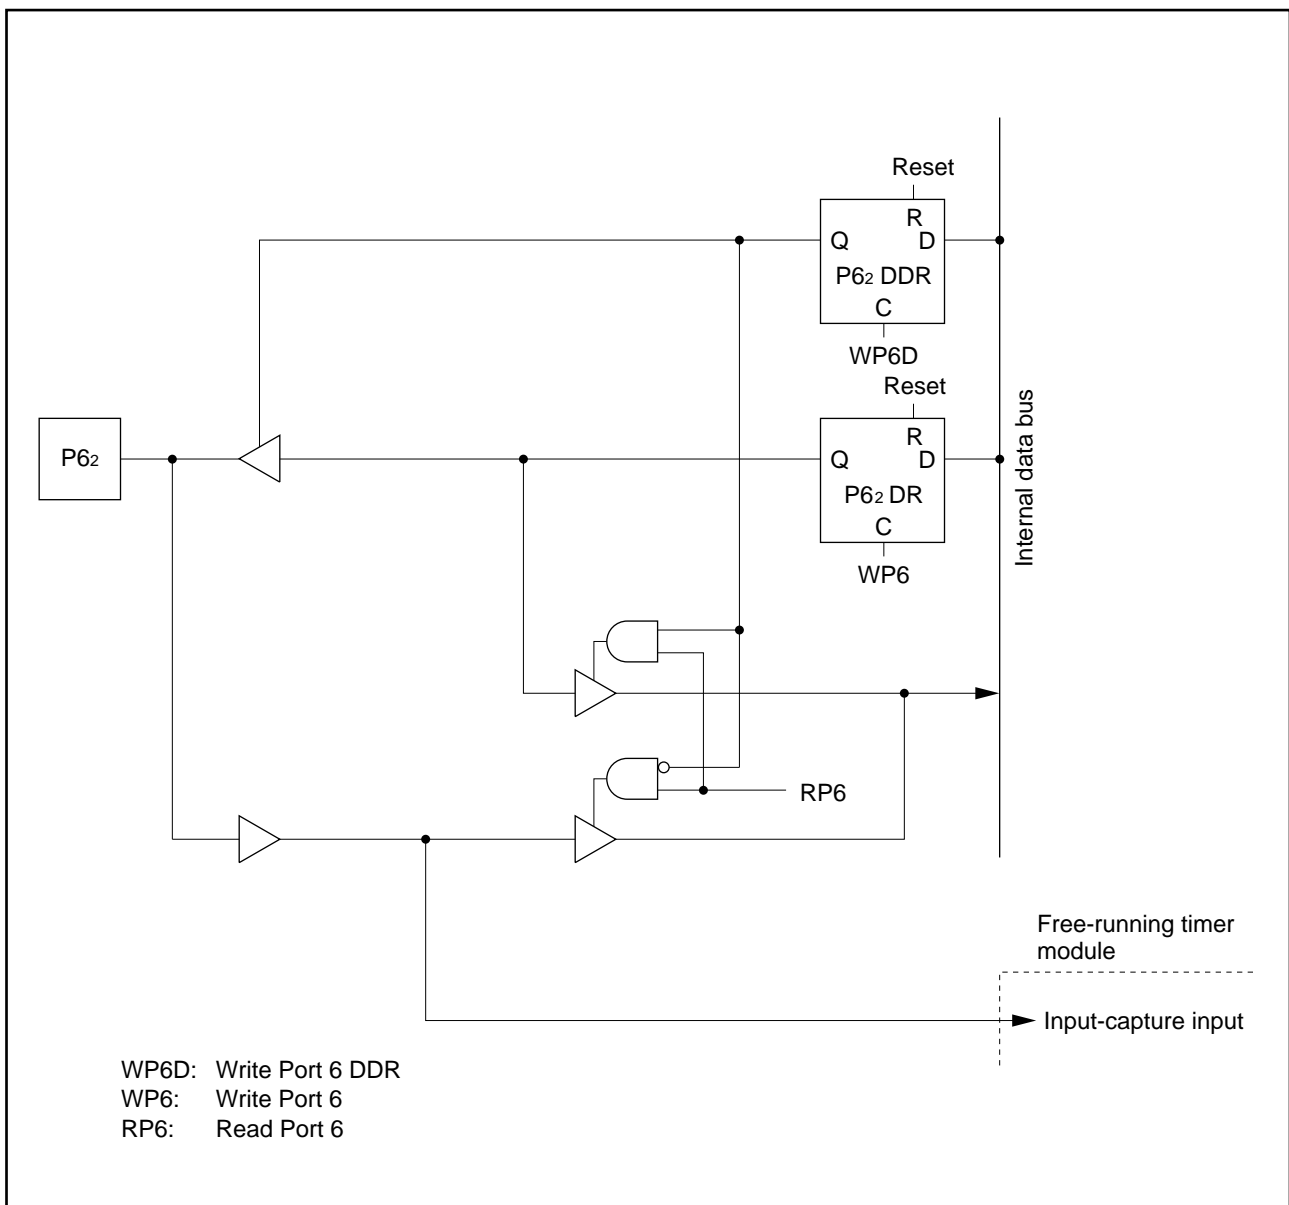 Reset
R
Q D
P62 DDR
C
WP6D
Reset
R
Q D
P62 DR
C
WP6
P62
Internal data bus
RP6
Free-running timer
module
Input-capture input
WP6D: Write Port 6 DDR
WP6: Write Port 6
RP6: Read Port 6